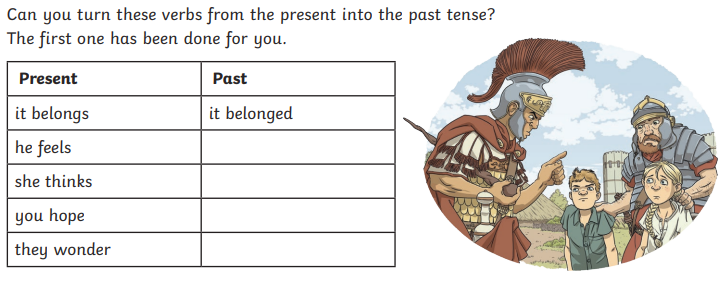 Can you turn these verbs from the present into the past tense?
The first one has been done for you.
Present Past
it belongs it belonged
he feels
she thinks
you hope
they wonder